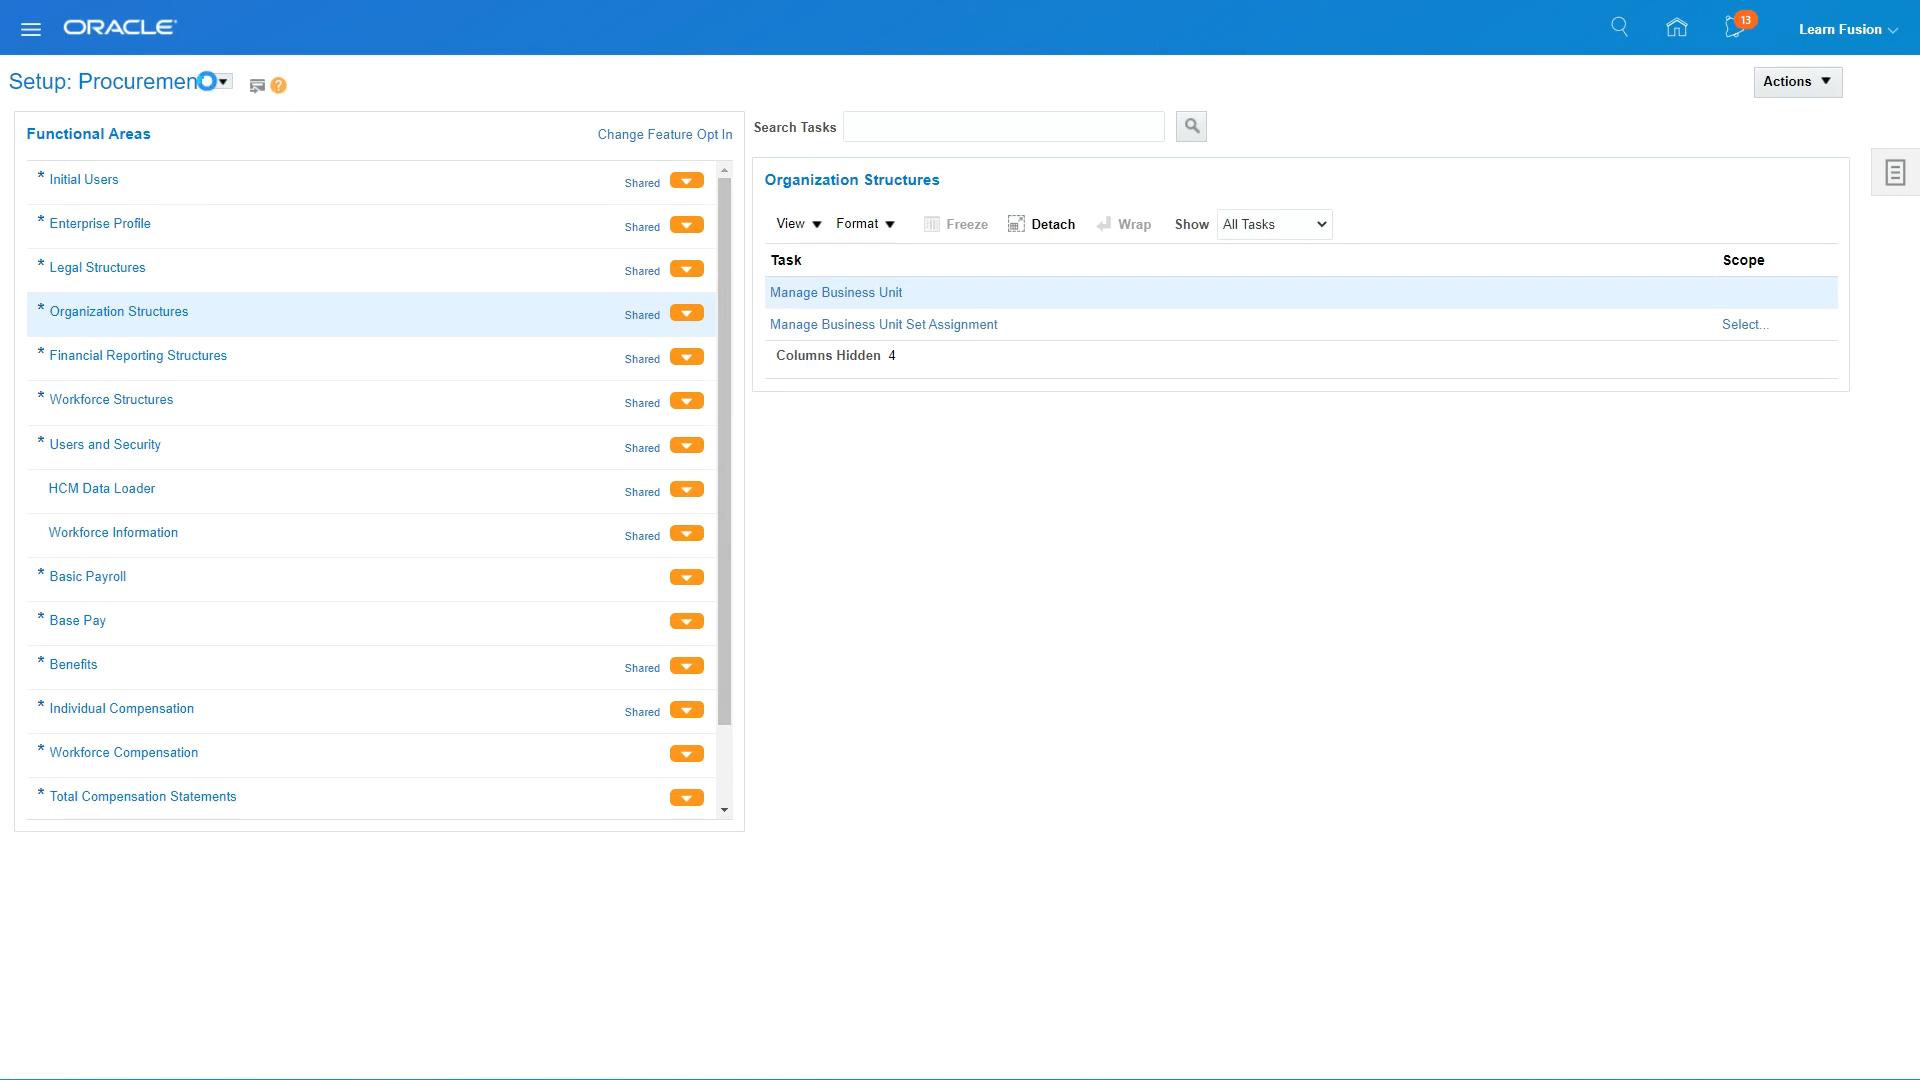 ORACLE
13
Learn Fusion
Setup: Procuremen
?
Actions
Functional Areas
Change Feature Opt In
* Initial Users Shared
* Enterprise Profile Shared
* Legal Structures Shared
* Organization Structures Shared
* Financial Reporting Structures Shared
* Workforce Structures Shared
* Users and Security Shared
HCM Data Loader Shared
Workforce Information Shared
* Basic Payroll
* Base Pay
* Benefits Shared
* Individual Compensation Shared
* Workforce Compensation
* Total Compensation Statements
Search Tasks
Organization Structures
View Format Freeze Detach Wrap Show All Tasks
Task Scope
Manage Business Unit
Manage Business Unit Set Assignment Select...
Columns Hidden 4